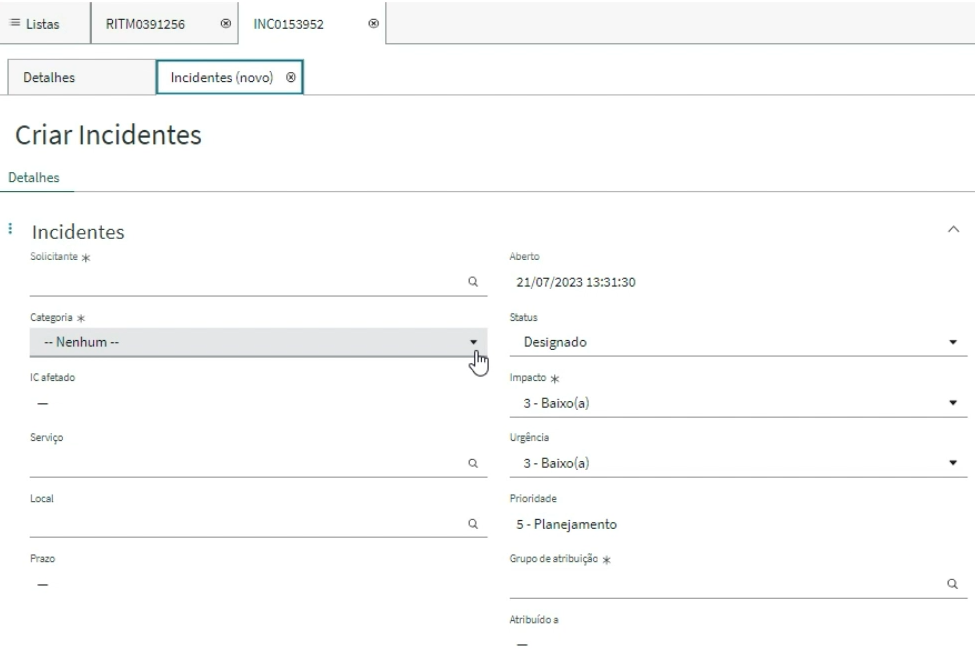 ≡ Listas RITM0391256 INC0153952
Detalhes Incidentes (novo)
Criar Incidentes
Detalhes
Incidentes
Solicitante *
Aberto
21/07/2023 13:31:30
Categoria *
-- Nenhum --
Status
Designado
IC afetado
—
Impacto *
3 - Baixo(a)
Serviço
Urgência
3 - Baixo(a)
Local
Prioridade
5 - Planejamento
Prazo
—
Grupo de atribuição *
Atribuído a
—